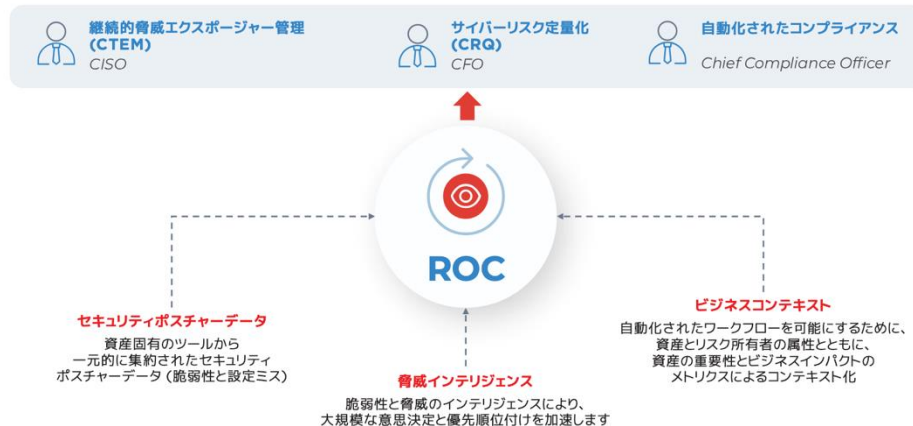 継続的脅威エクスポージャー管理
(CTEM)
CISO
サイバーリスク定量化
(CRQ)
CFO
自動化されたコンプライアンス
Chief Compliance Officer
ROC
セキュリティポスチャーデータ
資産固有のツールから
一元的に集約されたセキュリティ
ポスチャーデータ (脆弱性と設定ミス)
脅威インテリジェンス
脆弱性と脅威のインテリジェンスにより、
大規模な意思決定と優先順位付けを加速します
ビジネスコンテキスト
自動化されたワークフローを可能にするために、
資産とリスク所有者の属性とともに、
資産の重要性とビジネスインパクトの
メトリクスによるコンテキスト化